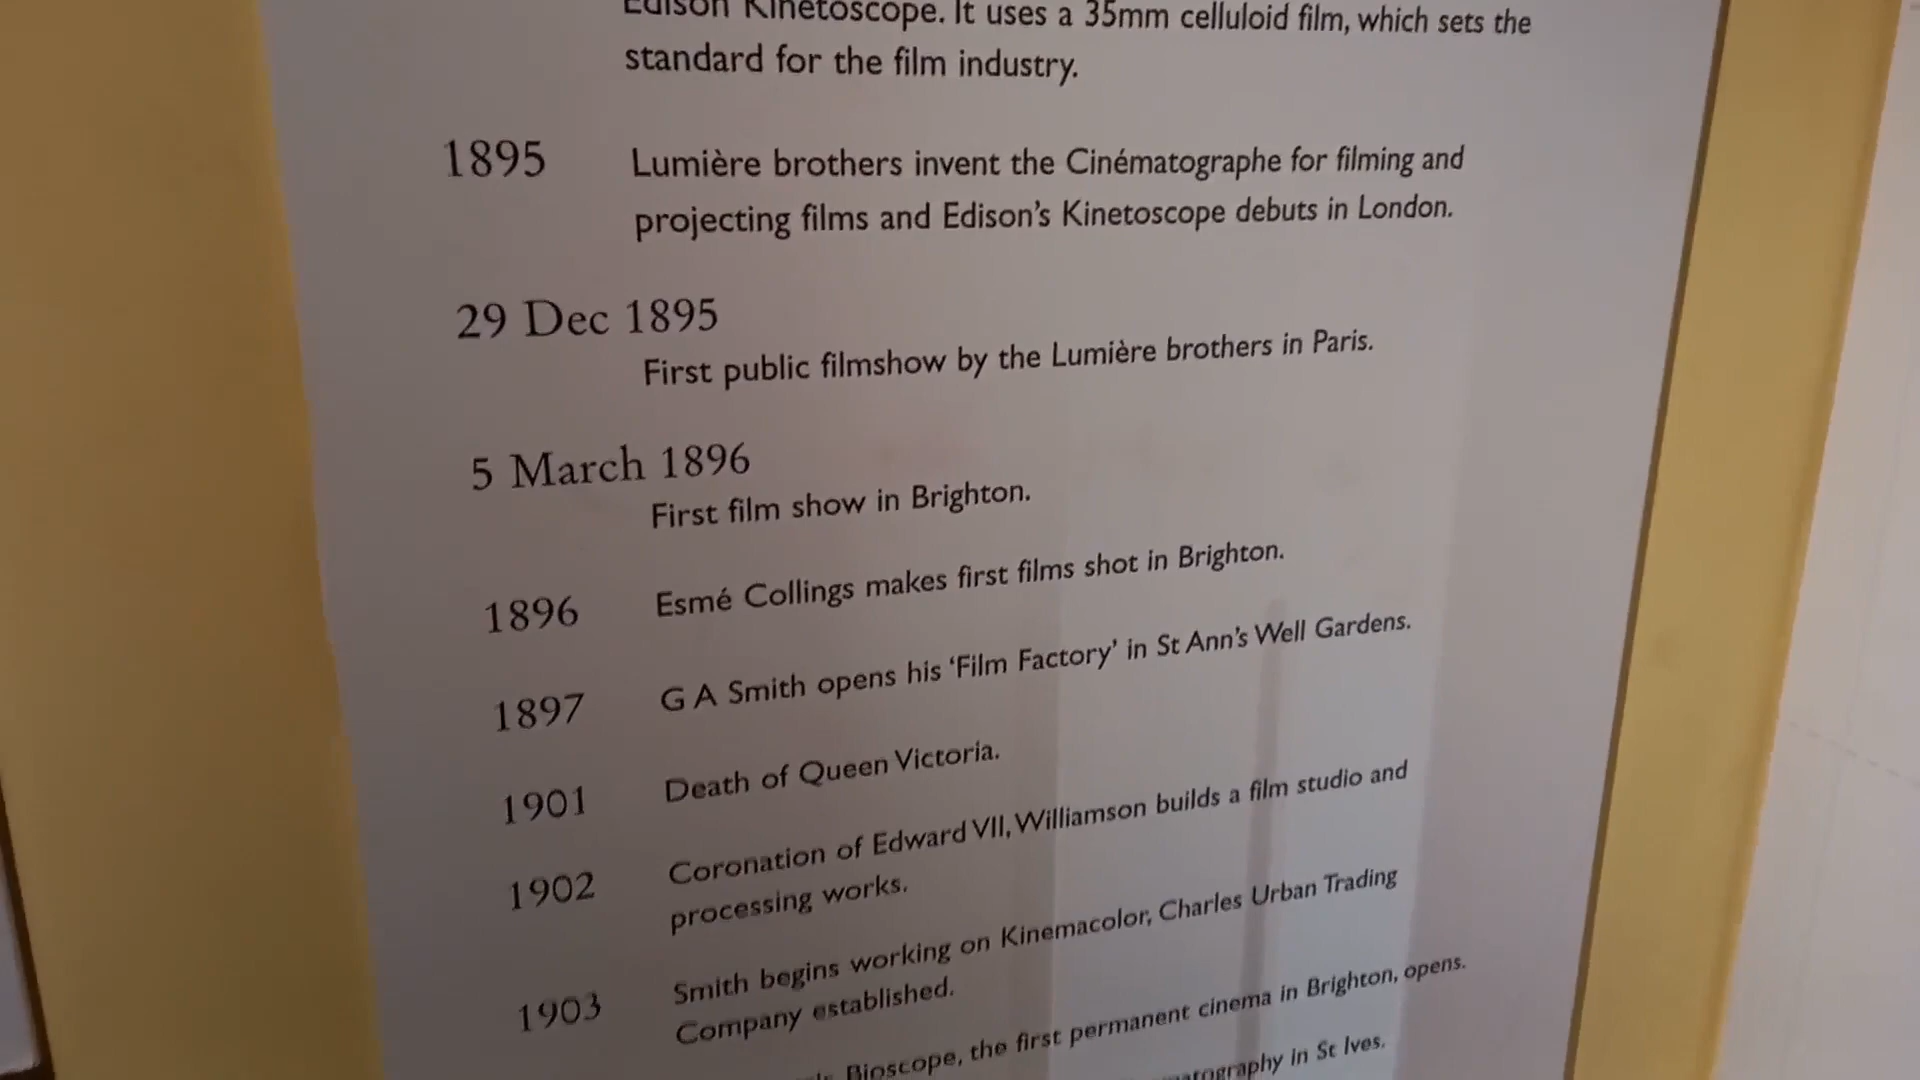 Edison Kinetoscope. It uses a 35mm celluloid film, which sets the
standard for the film industry.
1895 Lumière brothers invent the Cinématographe for filming and
projecting films and Edison's Kinetoscope debuts in London.
29 Dec 1895
First public filmshow by the Lumière brothers in Paris.
5 March 1896
First film show in Brighton.
1896 Esmé Collings makes first films shot in Brighton.
1897 G A Smith opens his ‘Film Factory’ in St Ann's Well Gardens.
1901 Death of Queen Victoria.
1902 Coronation of Edward VII, Williamson builds a film studio and
processing works.
1903 Smith begins working on Kinemacolor, Charles Urban Trading
Company established.
Bioscope, the first permanent cinema in Brighton, opens.
in St Ives.